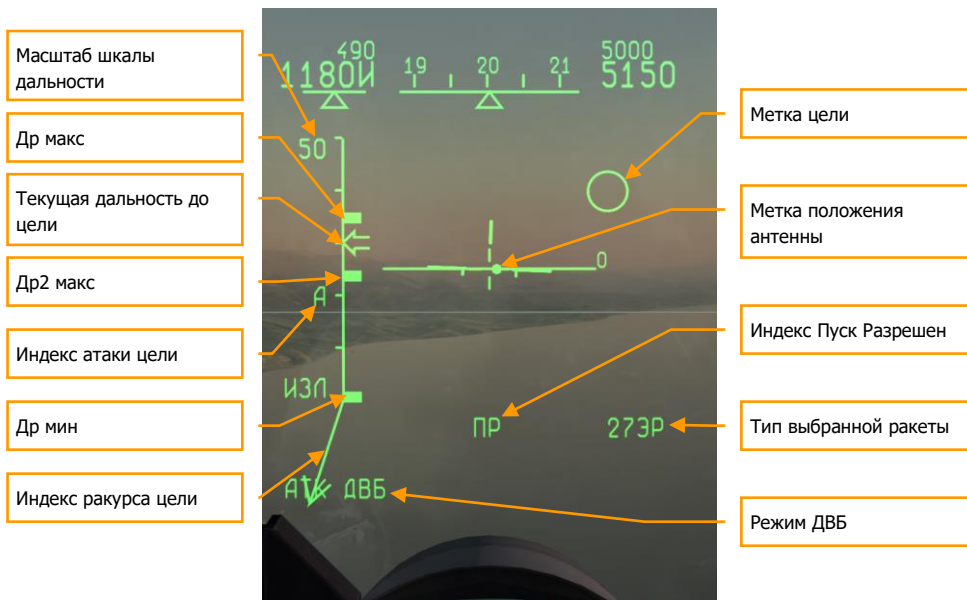 Масштаб шкалы
дальности
Др макс
Текущая дальность до
цели
Др2 макс
Индекс атаки цели
Др мин
Индекс ракурса цели
490
1180И
19 20 21
5000
5150
50
0
А
ИЗЛ
ПР
27ЭР
АТК ДВБ
Метка цели
Метка положения
антенны
Индекс Пуск Разрешен
Тип выбранной ракеты
Режим ДВБ